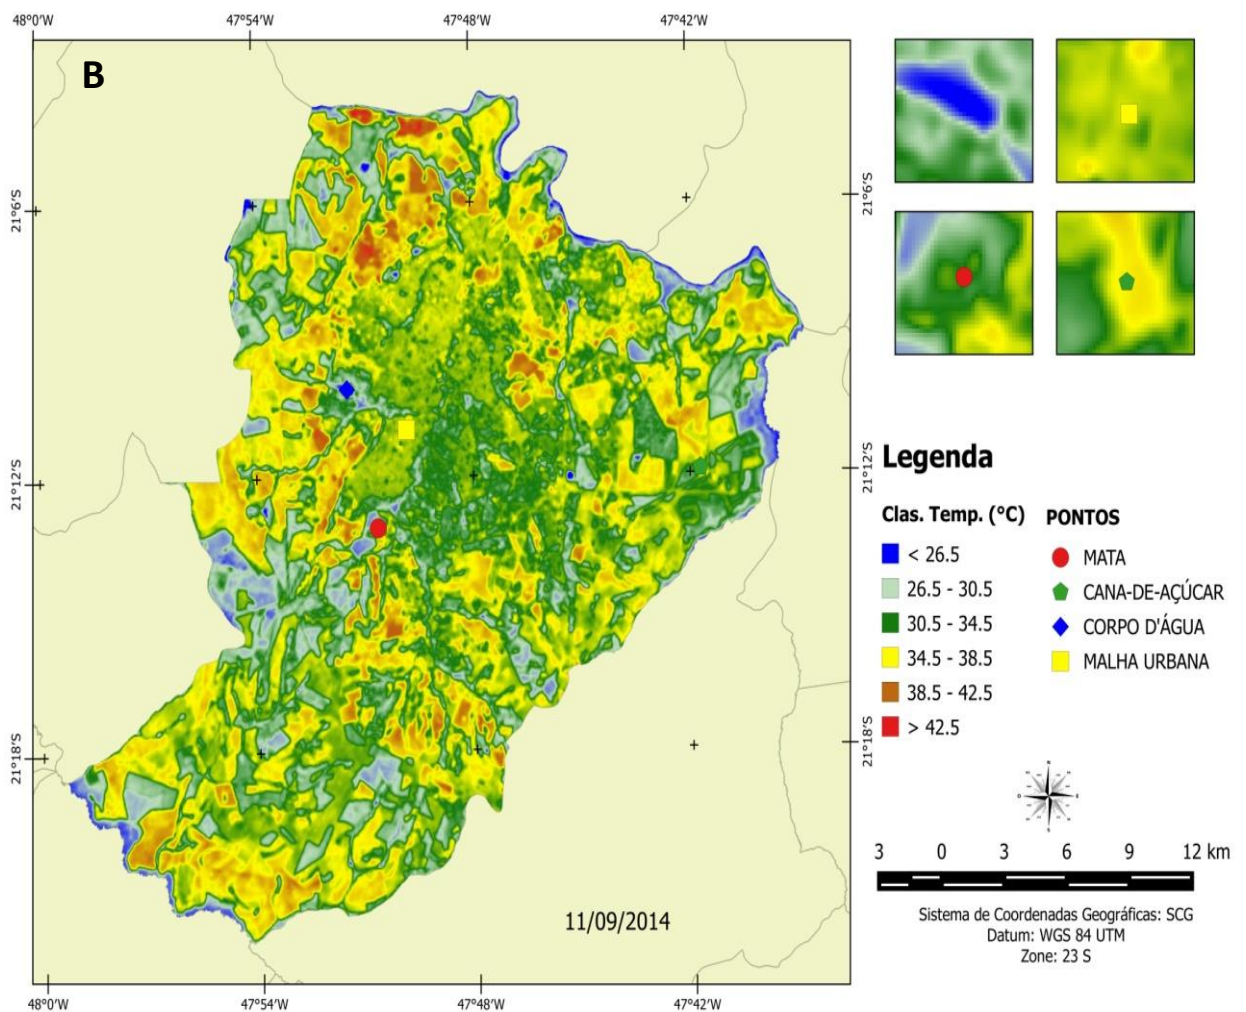 48°0'W 47°54'W 47°48'W 47°42'W
B
21°6'S 21°6'S
21°12'S 21°12'S
21°18'S 21°18'S
11/09/2014
48°0'W 47°54'W 47°48'W 47°42'W
Legenda
Clas. Temp. (°C) PONTOS
< 26.5 MATA
26.5 - 30.5 CANA-DE-AÇÚCAR
30.5 - 34.5 CORPO D'ÁGUA
34.5 - 38.5 MALHA URBANA
38.5 - 42.5
> 42.5
3 0 3 6 9 12 km
Sistema de Coordenadas Geográficas: SCG
Datum: WGS 84 UTM
Zone: 23 S